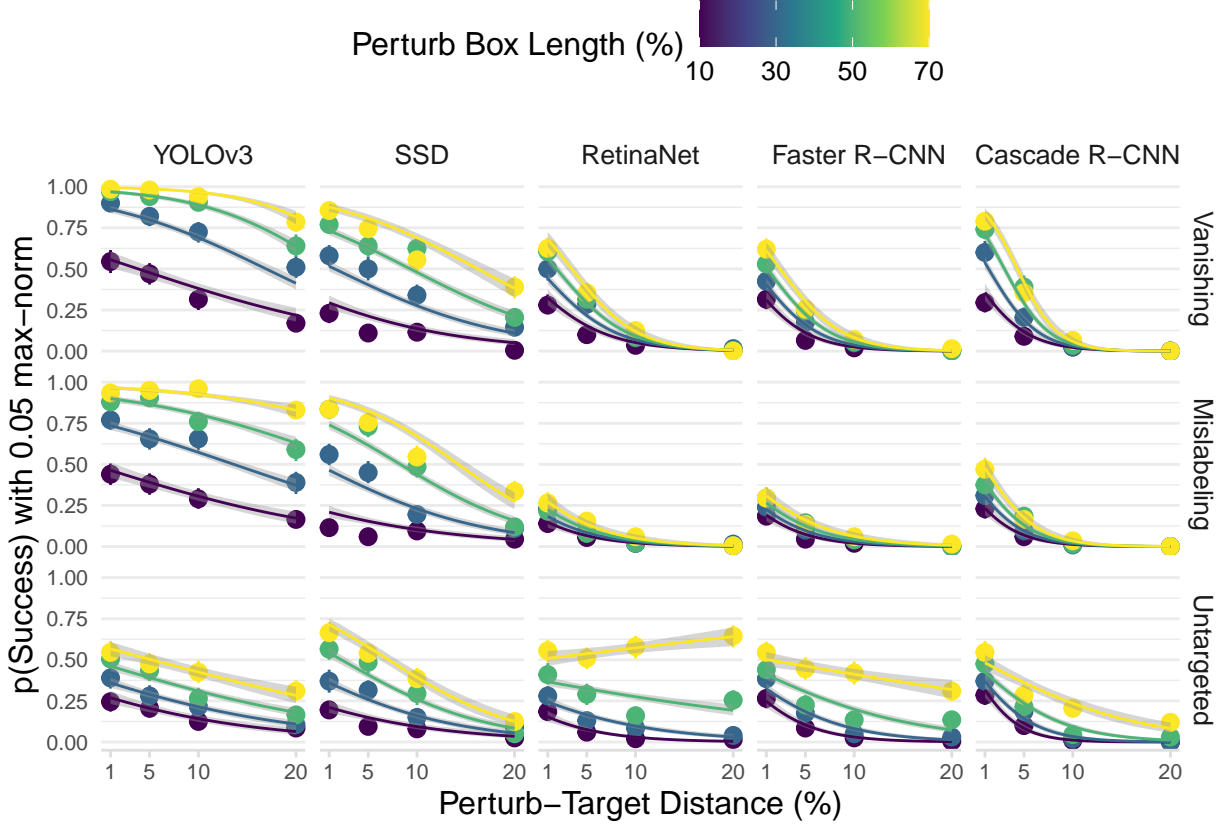 Perturb Box Length (%)
10 30 50 70
YOLOv3 SSD RetinaNet Faster R−CNN Cascade R−CNN
p(Success) with 0.05 max−norm
1.00
0.75
0.50
0.25
0.00
Vanishing
1.00
0.75
0.50
0.25
0.00
Mislabeling
1.00
0.75
0.50
0.25
0.00
Untargeted
1 5 10 20 1 5 10 20 1 5 10 20 1 5 10 20 1 5 10 20
Perturb−Target Distance (%)